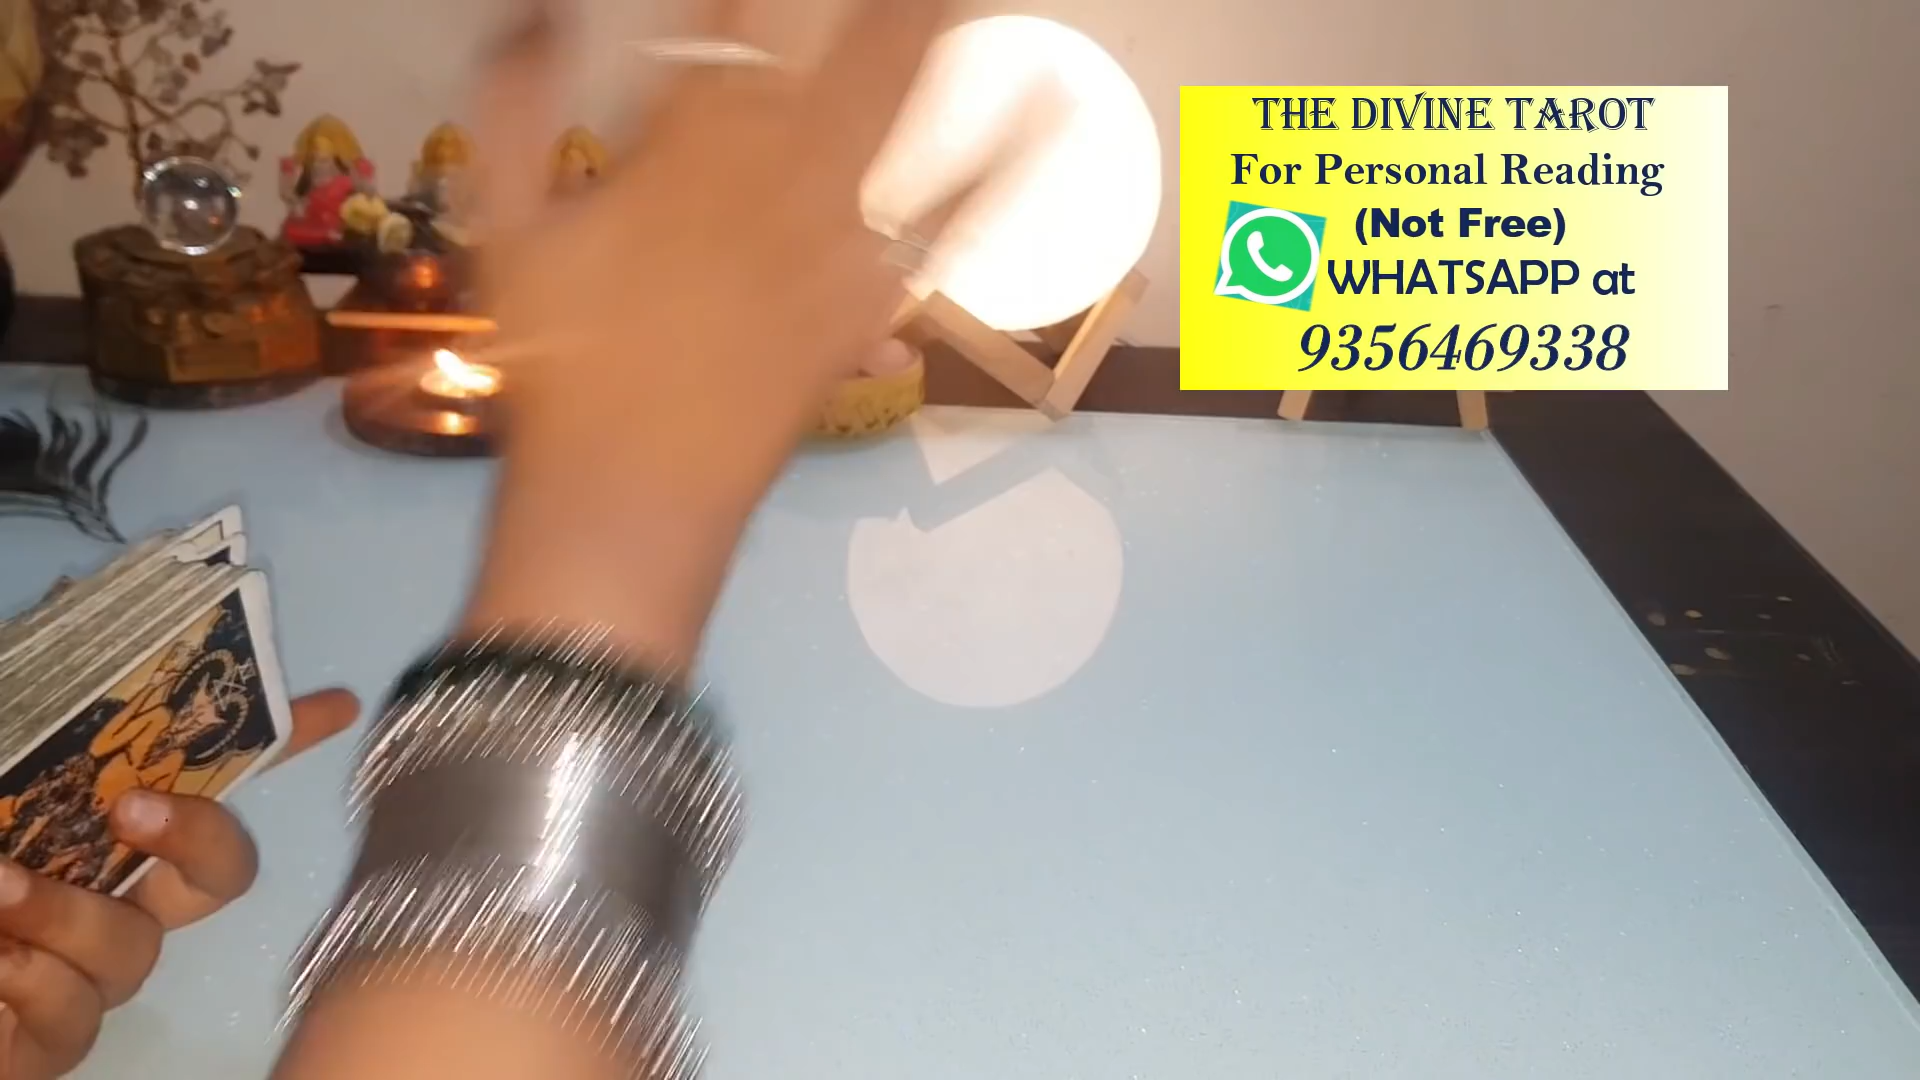 THE DIVINE TAROT
For Personal Reading
(Not Free)
WHATSAPP at
9356469338